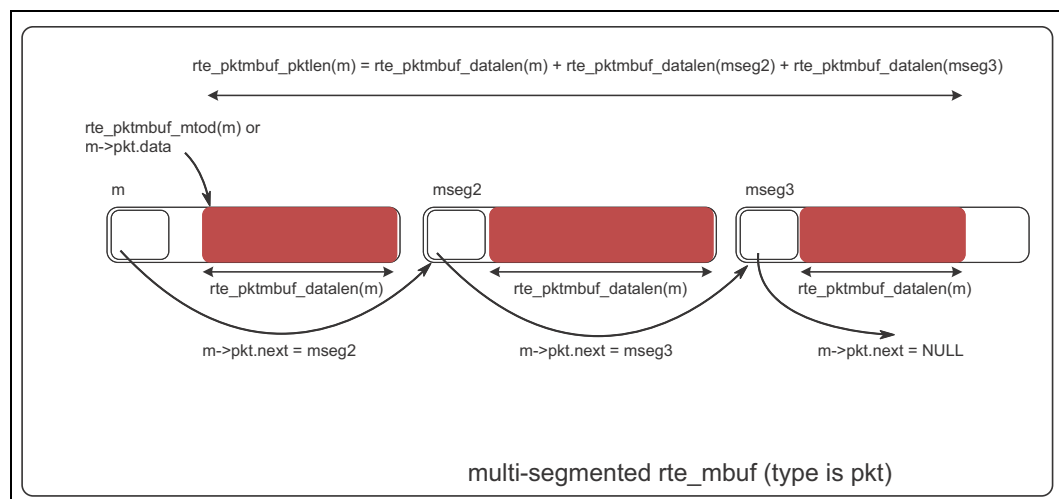 rte_pktmbuf_pktlen(m) = rte_pktmbuf_datalen(m) + rte_pktmbuf_datalen(mseg2) + rte_pktmbuf_datalen(mseg3)
rte_pktmbuf_mtod(m) or
m->pkt.data
m
mseg2
mseg3
rte_pktmbuf_datalen(m)
rte_pktmbuf_datalen(m)
rte_pktmbuf_datalen(m)
m->pkt.next = mseg2
m->pkt.next = mseg3
m->pkt.next = NULL
multi-segmented rte_mbuf (type is pkt)